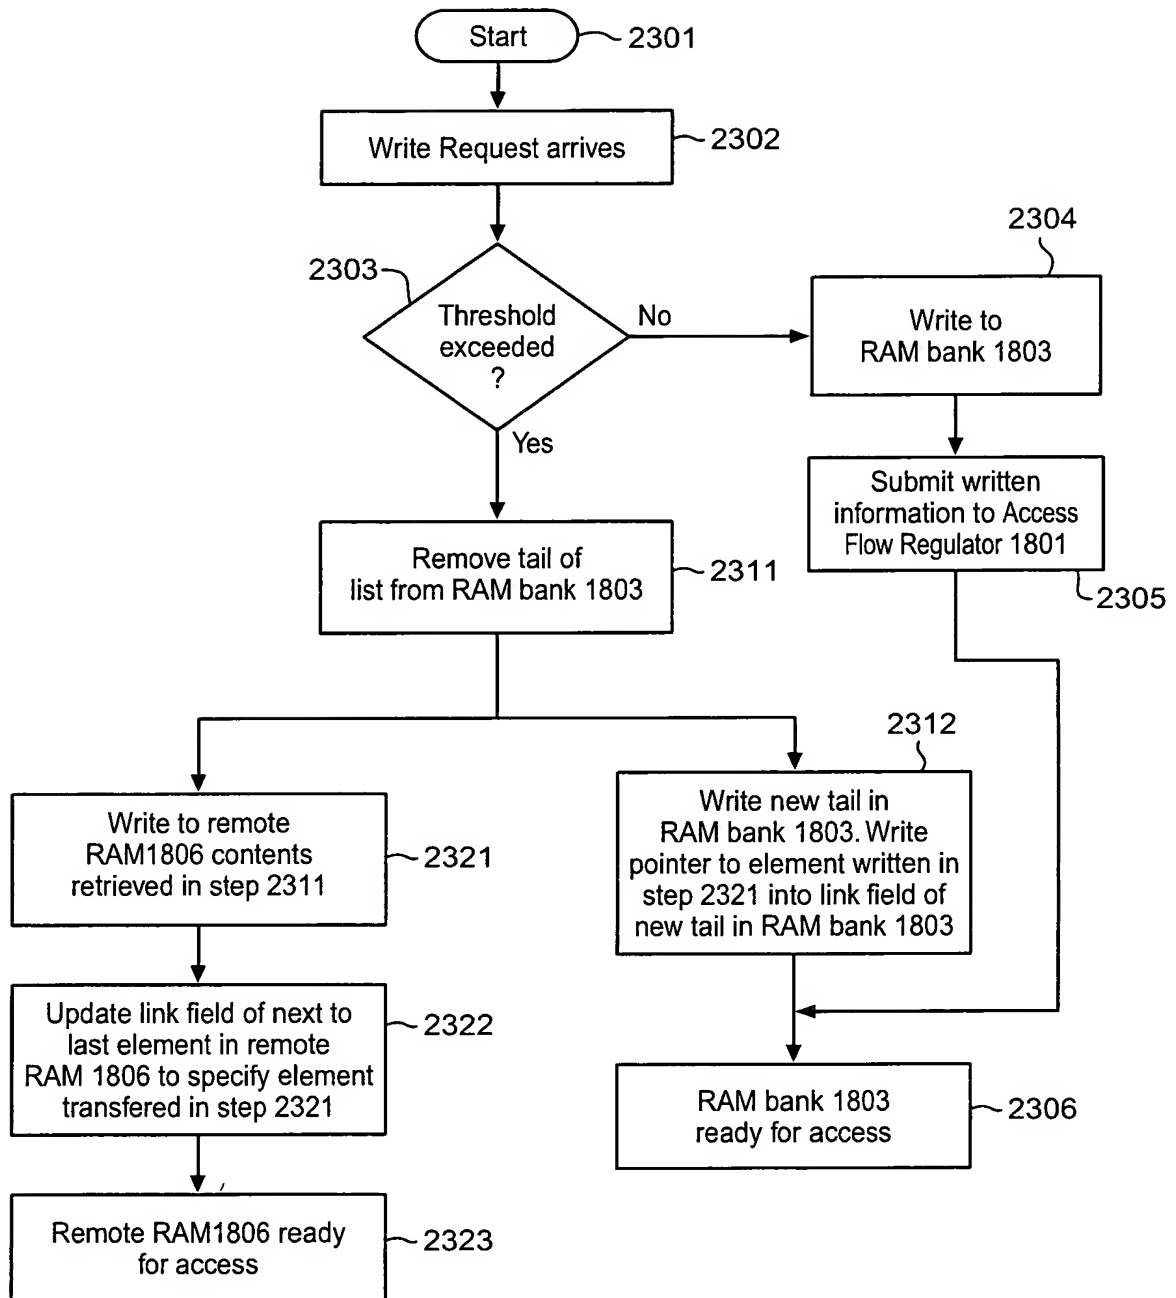 Start
2301
Write Request arrives
2302
2303
Threshold
exceeded
?
No
Yes
2304
Write to
RAM bank 1803
Submit written
information to Access
Flow Regulator 1801
2305
Remove tail of
list from RAM bank 1803
2311
2312
Write new tail in
RAM bank 1803. Write
pointer to element written in
step 2321 into link field of
new tail in RAM bank 1803
Write to remote
RAM1806 contents
retrieved in step 2311
2321
Update link field of next to
last element in remote
RAM 1806 to specify element
transfered in step 2321
2322
RAM bank 1803
ready for access
2306
Remote RAM1806 ready
for access
2323